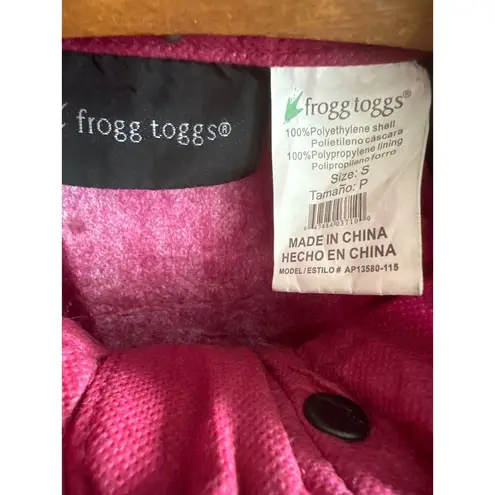 frogg toggs®
frogg toggs®
100%Polyethylene shell
Polietileno cáscara
100%Polypropylene lining
Polipropileno forro
Size: S
Tamaño: P
MADE IN CHINA
HECHO EN CHINA
MODEL/ESTILO # AP13580-115